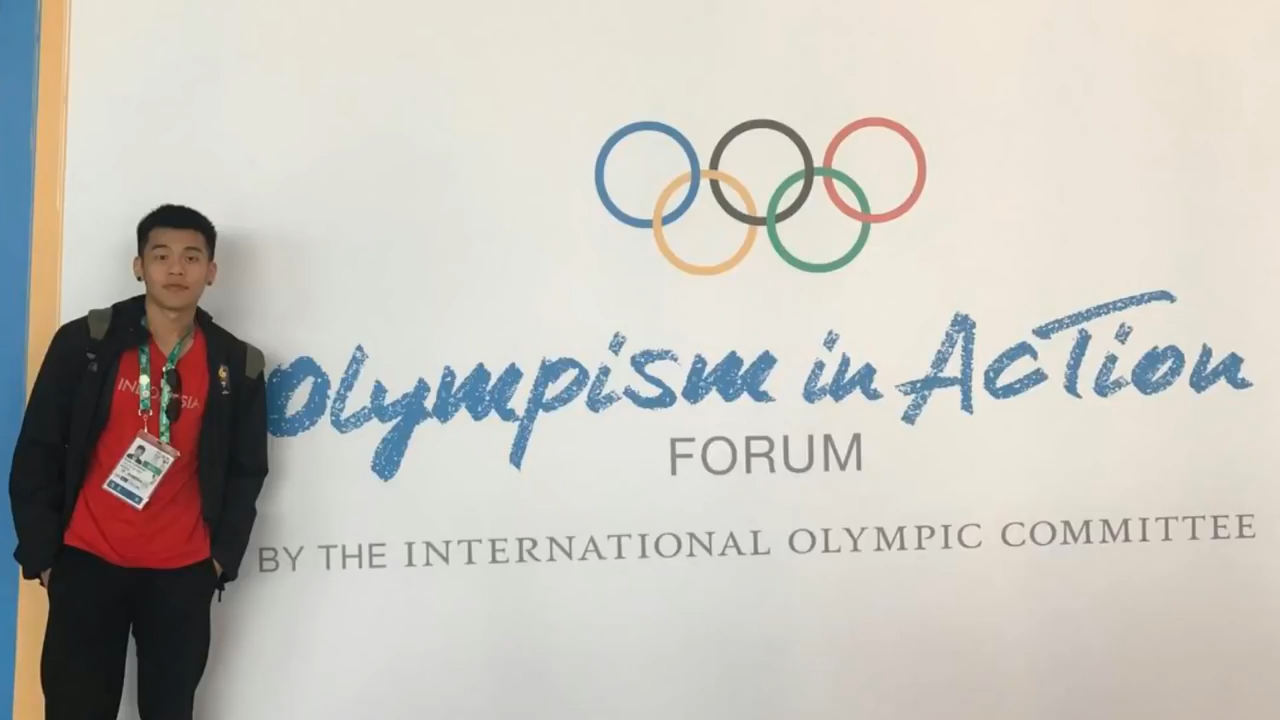 Olympism in Action
FORUM
BY THE INTERNATIONAL OLYMPIC COMMITTEE